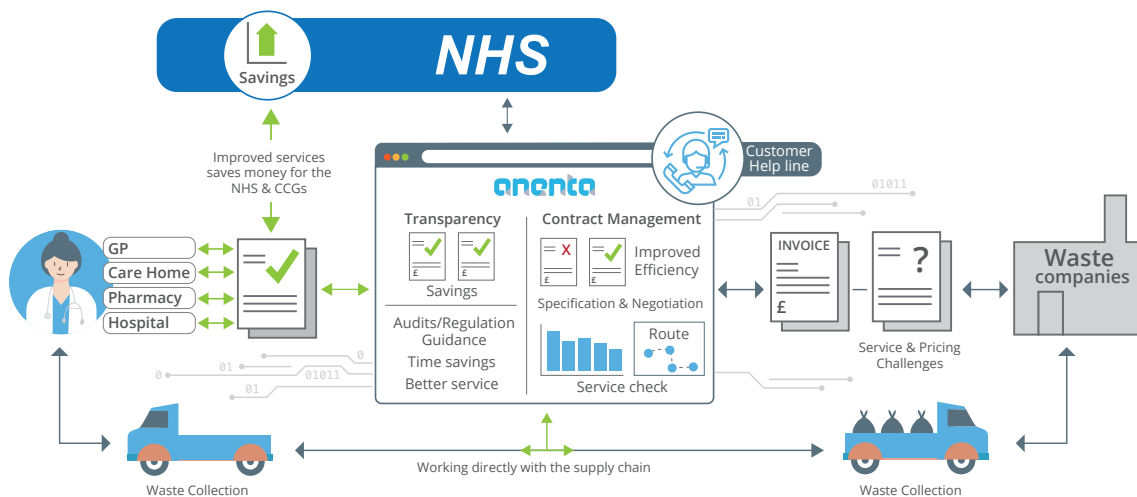 NHS
Savings
Improved services
saves money for the
NHS & CCGs
GP
Care Home
Pharmacy
Hospital
Customer
Help line
anenta
Transparency
£
£
Savings
Audits/Regulation
Guidance
Time savings
Better service
Contract Management
X
£
£
Improved
Efficiency
Specification & Negotiation
Route
Service check
01011
01
INVOICE
£
?
Service & Pricing
Challenges
Waste
companies
0
01
0
01011
01
01
Working directly with the supply chain
Waste Collection
Waste Collection